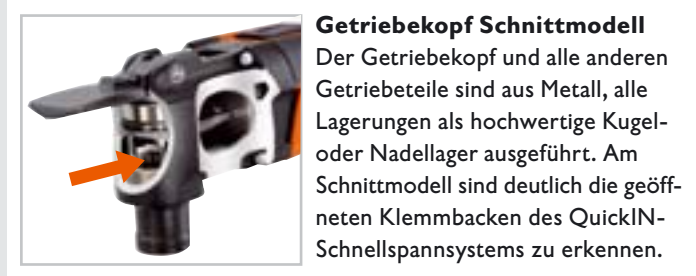 Getriebekopf Schnittmodell
Der Getriebekopf und alle anderen
Getriebeteile sind aus Metall, alle
Lagerungen als hochwertige Kugel-
oder Nadellager ausgeführt. Am
Schnittmodell sind deutlich die geöff-
neten Klemmbacken des QuickIN-
Schnellspannsystems zu erkennen.